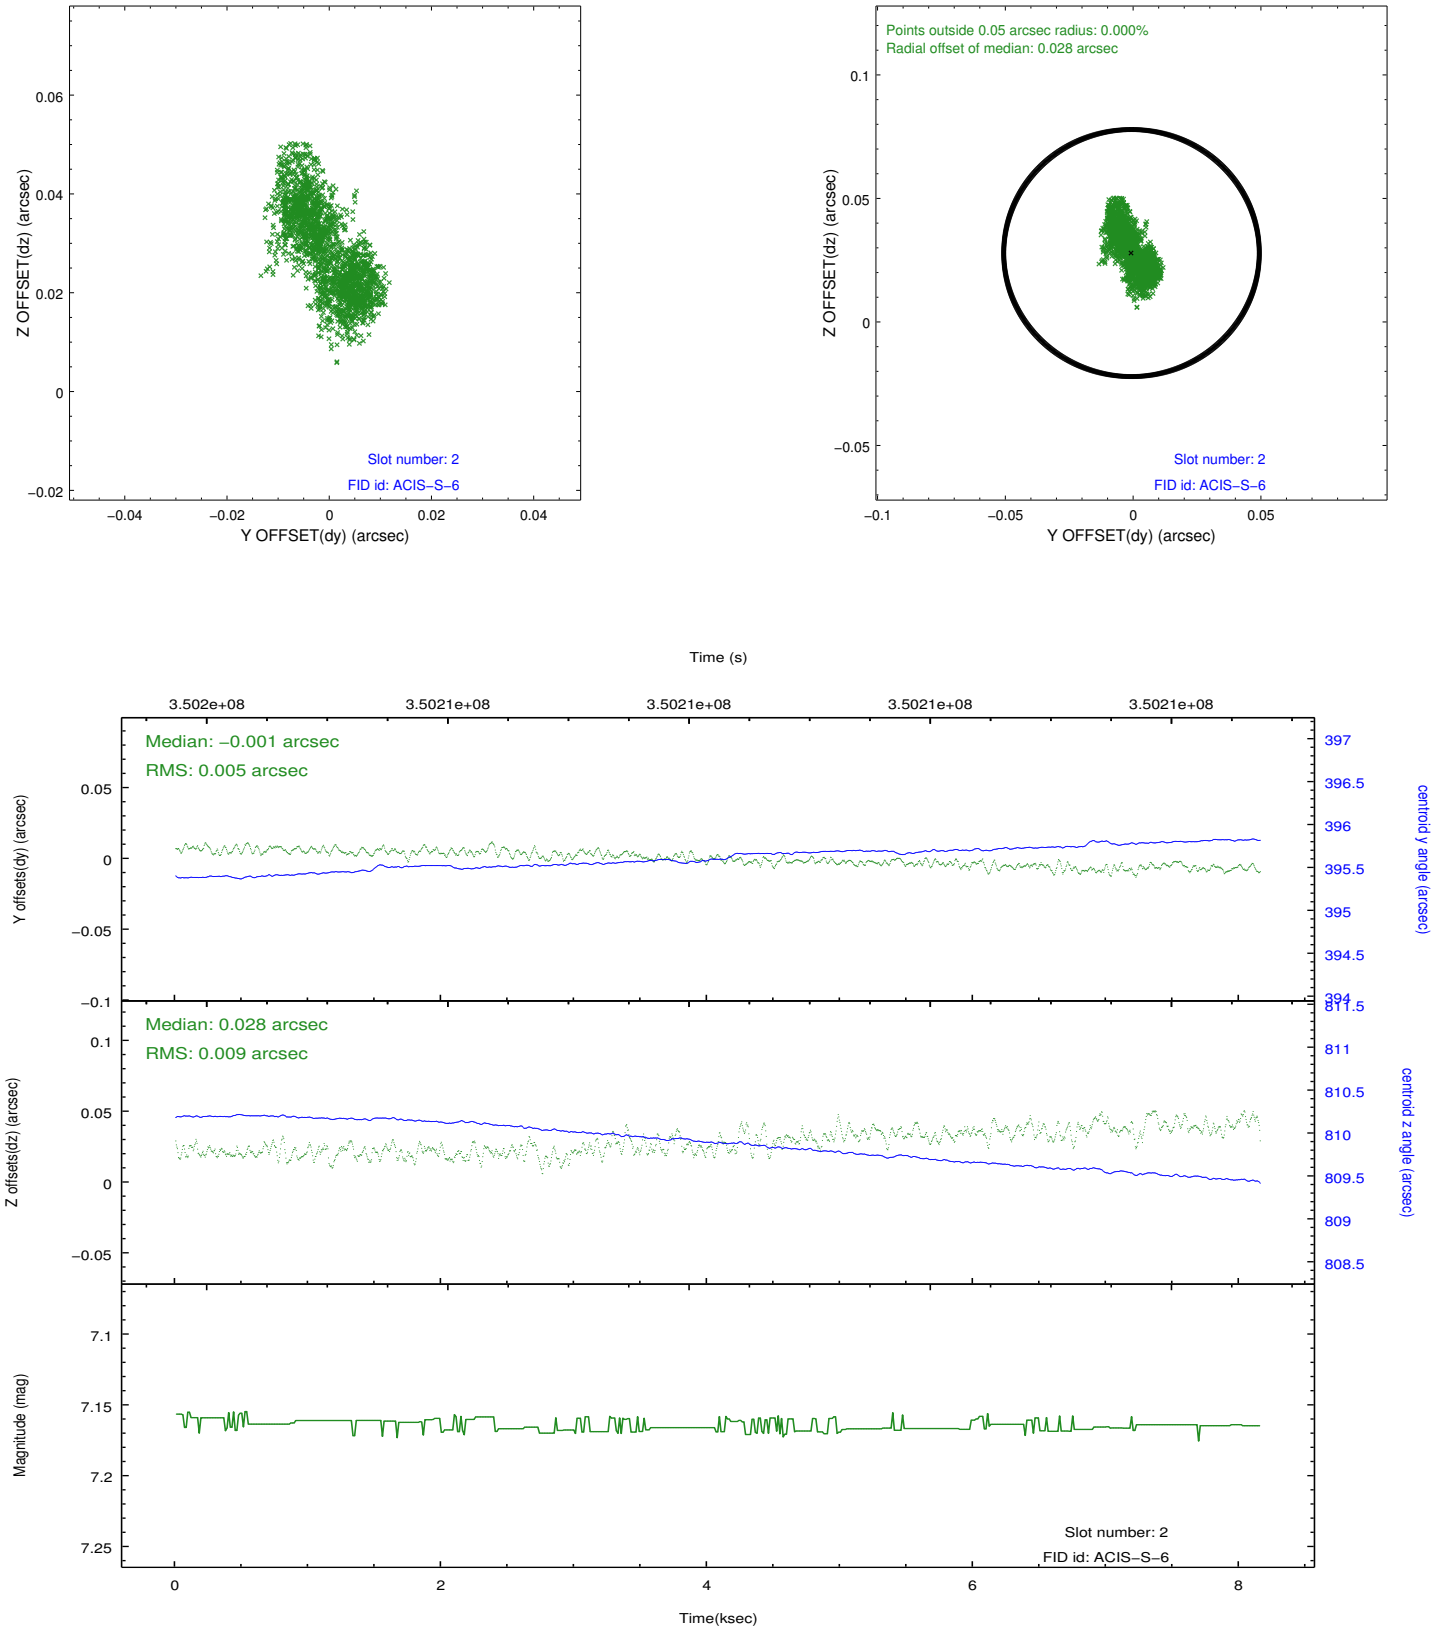 0.06
0.04
0.02
0
−0.02
Z OFFSET(dz) (arcsec)
Slot number: 2
FID id: ACIS−S−6
−0.04
−0.02
0
0.02
0.04
Y OFFSET(dy) (arcsec)
Points outside 0.05 arcsec radius: 0.000%
Radial offset of median: 0.028 arcsec
0.1
0.05
0
−0.05
Z OFFSET(dz) (arcsec)
Slot number: 2
FID id: ACIS−S−6
−0.1
−0.05
0
0.05
Y OFFSET(dy) (arcsec)
Time (s)
3.502e+08
3.5021e+08
3.5021e+08
3.5021e+08
3.5021e+08
Median: −0.001 arcsec
RMS: 0.005 arcsec
0.05
0
−0.05
−0.1
Y offsets(dy) (arcsec)
397
396.5
396
395.5
395
394.5
394
centroid y angle (arcsec)
Median: 0.028 arcsec
RMS: 0.009 arcsec
0.1
0.05
0
−0.05
Z offsets(dz) (arcsec)
811.5
811
810.5
810
809.5
809
808.5
centroid z angle (arcsec)
7.1
7.15
7.2
7.25
Magnitude (mag)
Slot number: 2
FID id: ACIS−S−6
0
2
4
6
8
Time(ksec)